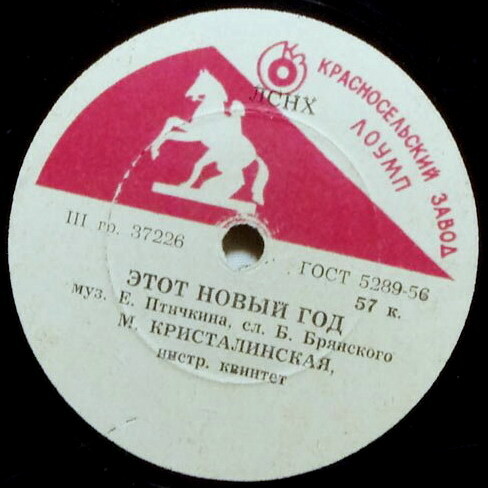 КРАСНОСЕЛЬСКИЙ ЗАВОД
ЛОУМП
ЛСНХ
III гр. 37226
ГОСТ 5289-56
57 к.
ЭТОТ НОВЫЙ ГОД
муз. Е. Птичкина, сл. Б. Брянского
М. КРИСТАЛИНСКАЯ,
инстр. квинтет